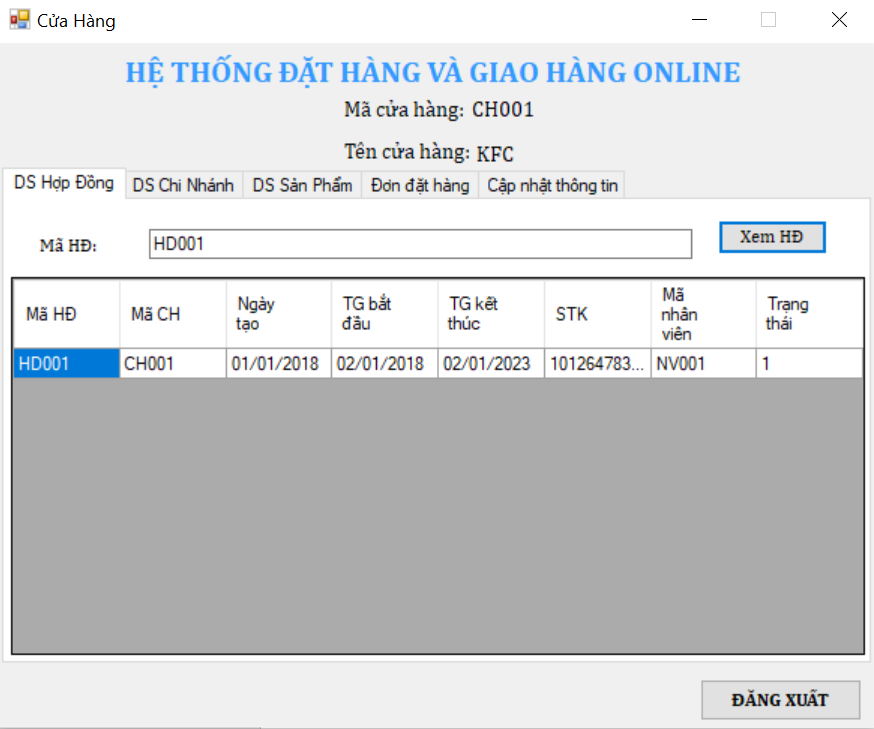 Cửa Hàng
HỆ THỐNG ĐẶT HÀNG VÀ GIAO HÀNG ONLINE
Mã cửa hàng: CH001
Tên cửa hàng: KFC
DS Hợp Đồng DS Chi Nhánh DS Sản Phẩm Đơn đặt hàng Cập nhật thông tin
Mã HĐ: HD001 Xem HĐ
Mã HĐ Mã CH Ngày tạo TG bắt đầu TG kết thúc STK Mã nhân viên Trạng thái
HD001 CH001 01/01/2018 02/01/2018 02/01/2023 101264783... NV001 1
ĐĂNG XUẤT